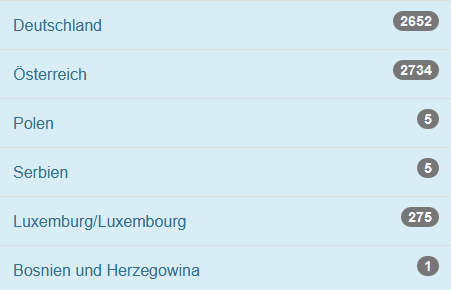 Deutschland 2652
Österreich 2734
Polen 5
Serbien 5
Luxemburg/Luxembourg 275
Bosnien und Herzegowina 1